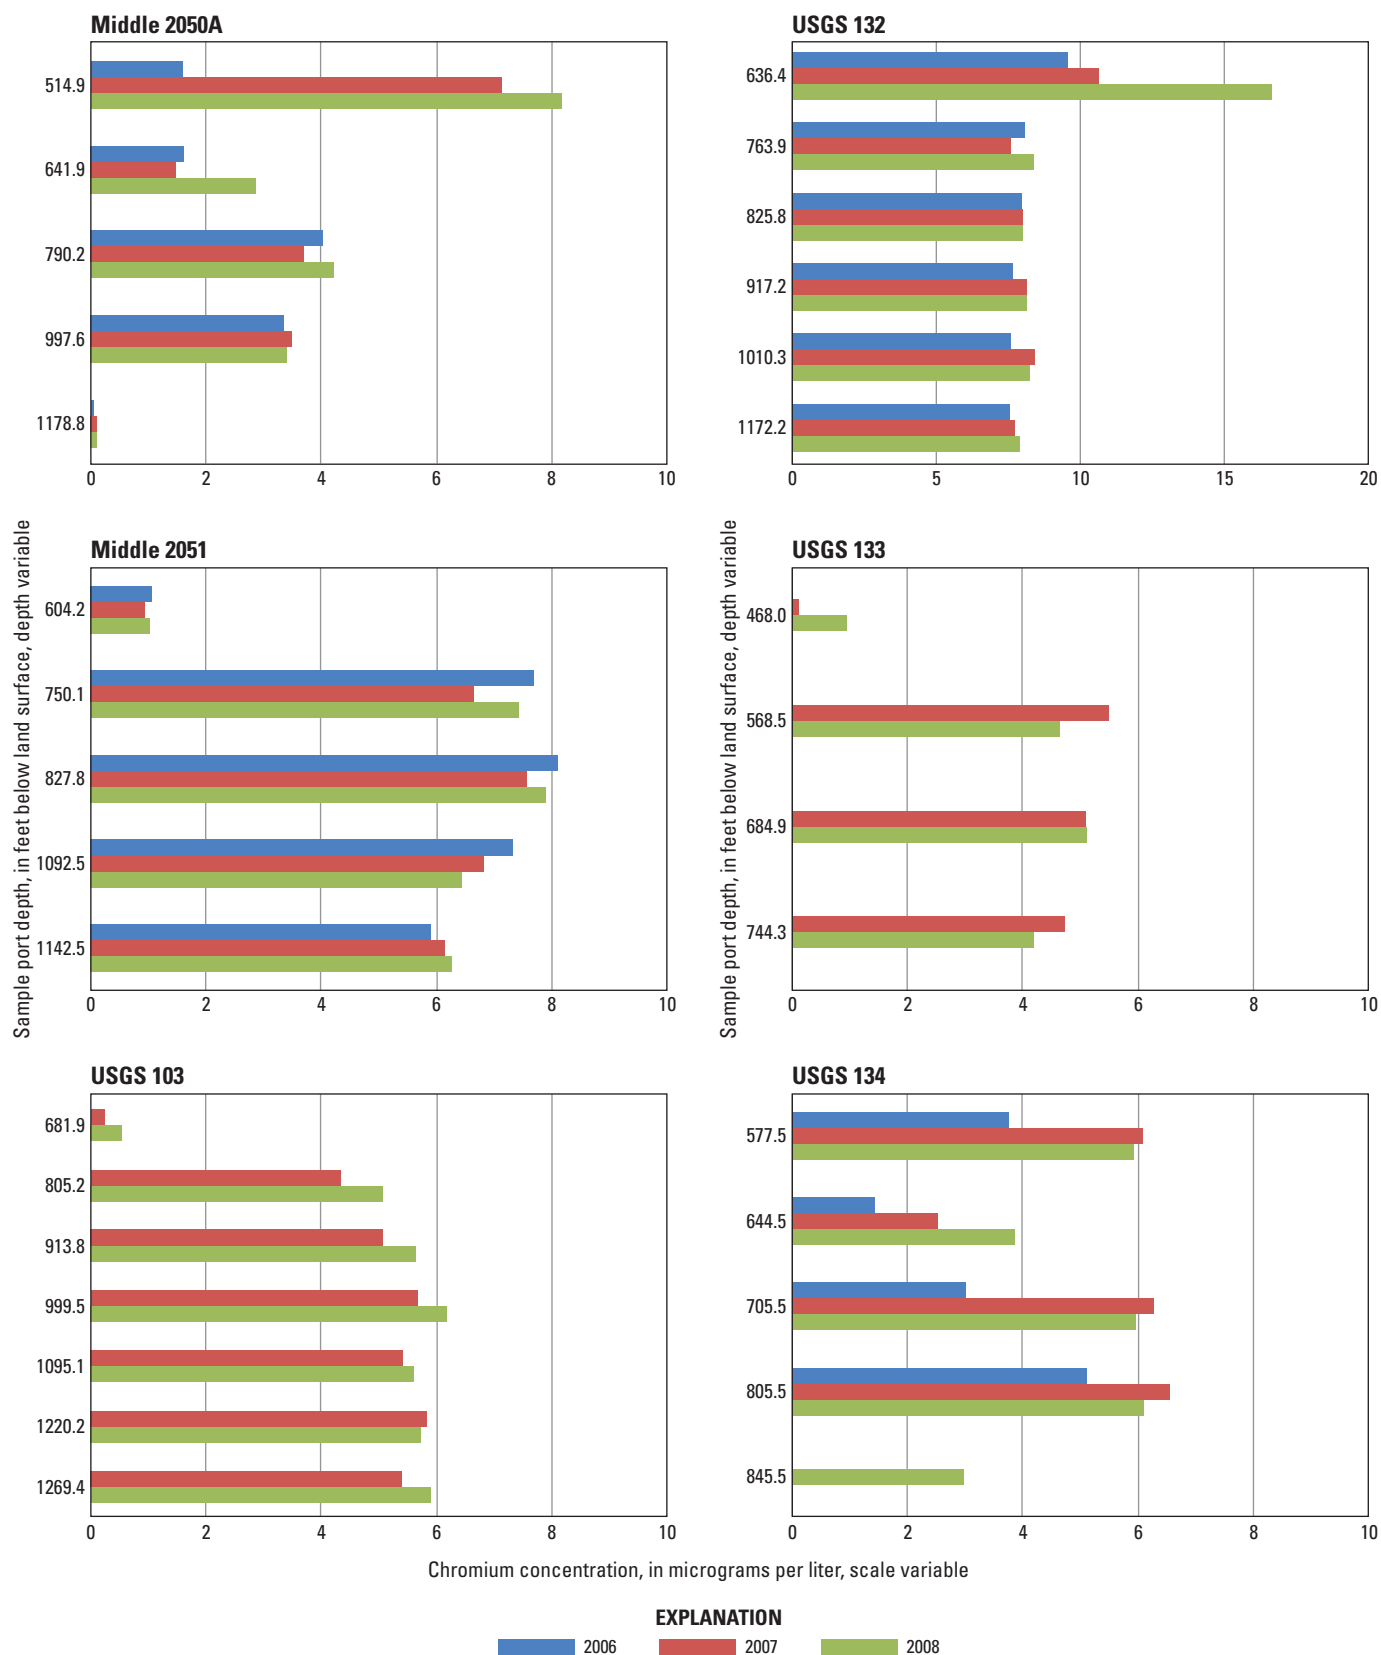 Middle 2050A
514.9
641.9
790.2
997.6
1178.8
0 2 4 6 8 10
USGS 132
636.4
763.9
825.8
917.2
1010.3
1172.2
0 5 10 15 20
Sample port depth, in feet below land surface, depth variable
Middle 2051
604.2
750.1
827.8
1092.5
1142.5
0 2 4 6 8 10
Sample port depth, in feet below land surface, depth variable
USGS 133
468.0
568.5
684.9
744.3
0 2 4 6 8 10
USGS 103
681.9
805.2
913.8
999.5
1095.1
1220.2
1269.4
0 2 4 6 8 10
USGS 134
577.5
644.5
705.5
805.5
845.5
0 2 4 6 8 10
Chromium concentration, in micrograms per liter, scale variable
EXPLANATION
2006 2007 2008